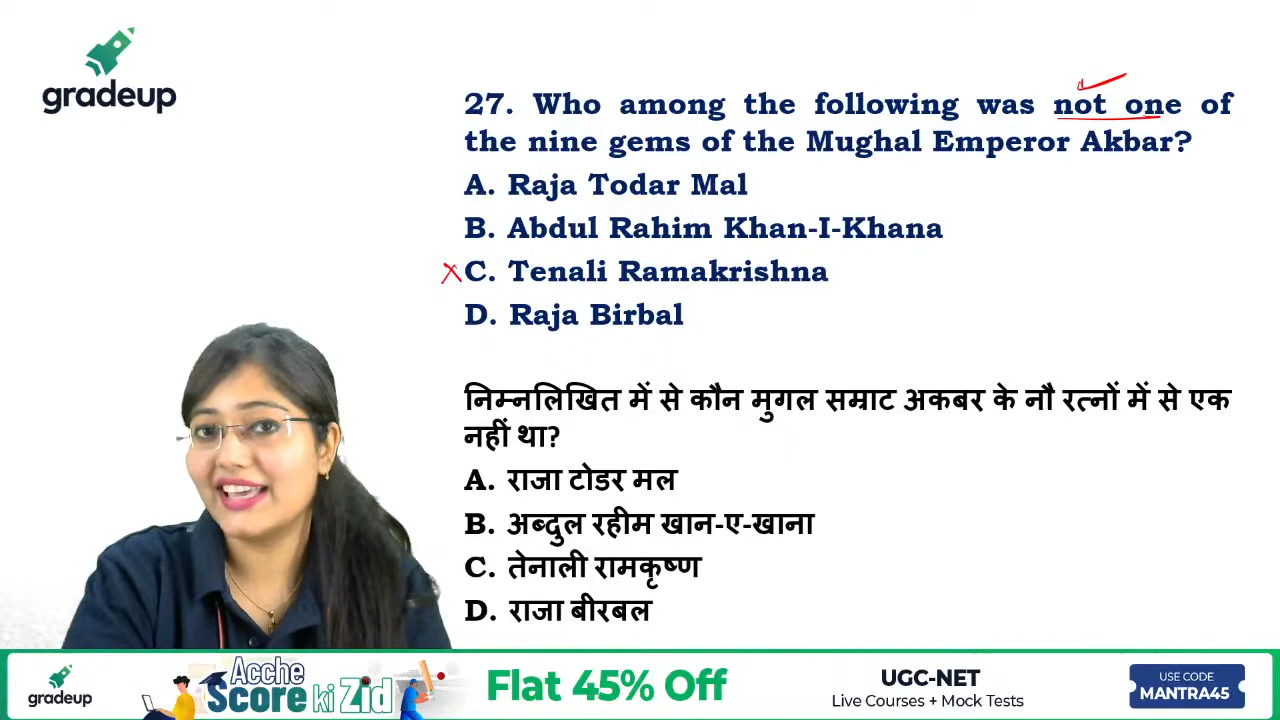 gradeup
27. Who among the following was not one of
the nine gems of the Mughal Emperor Akbar?
A. Raja Todar Mal
B. Abdul Rahim Khan-I-Khana
C. Tenali Ramakrishna
D. Raja Birbal
निम्नलिखित में से कौन मुगल सम्राट अकबर के नौ रत्नों में से एक
नहीं था?
A. राजा टोडर मल
B. अब्दुल रहीम खान-ए-खाना
C. तेनाली रामकृष्ण
D. राजा बीरबल
gradeup
Acche
Score ki Zid
Flat 45% Off
UGC-NET
Live Courses + Mock Tests
USE CODE
MANTRA45